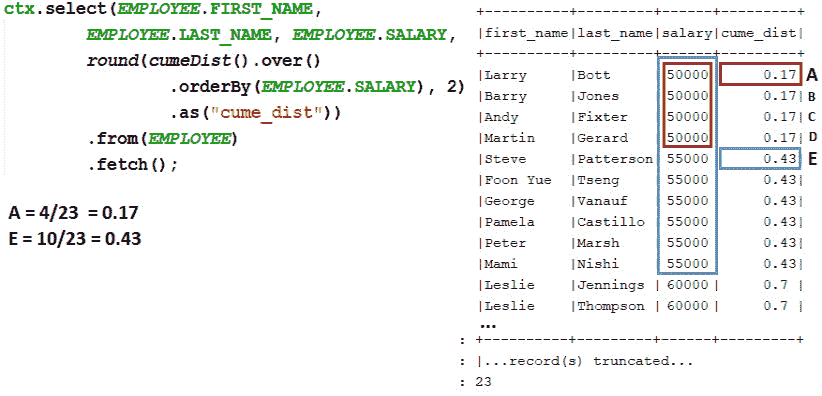 ctx.select(EMPLOYEE.FIRST_NAME,
EMPLOYEE.LAST_NAME, EMPLOYEE.SALARY,
round(cumeDist().over()
.orderBy(EMPLOYEE.SALARY), 2)
.as("cume_dist"))
.from(EMPLOYEE)
.fetch();
A = 4/23 = 0.17
E = 10/23 = 0.43
+----------+---------+------+---------+
|first_name|last_name|salary|cume_dist|
+----------+---------+------+---------+
|Larry |Bott | 50000| 0.17| A
|Barry |Jones | 50000| 0.17| B
|Andy |Fixter | 50000| 0.17| C
|Martin |Gerard | 50000| 0.17| D
|Steve |Patterson| 55000| 0.43| E
|Foon Yue |Tseng | 55000| 0.43|
|George |Vanauf | 55000| 0.43|
|Pamela |Castillo | 55000| 0.43|
|Peter |Marsh | 55000| 0.43|
|Mami |Nishi | 55000| 0.43|
|Leslie |Jennings | 60000| 0.7 |
|Leslie |Thompson | 60000| 0.7 |
...
: +----------+---------+------+---------+
: |...record(s) truncated...
: 23